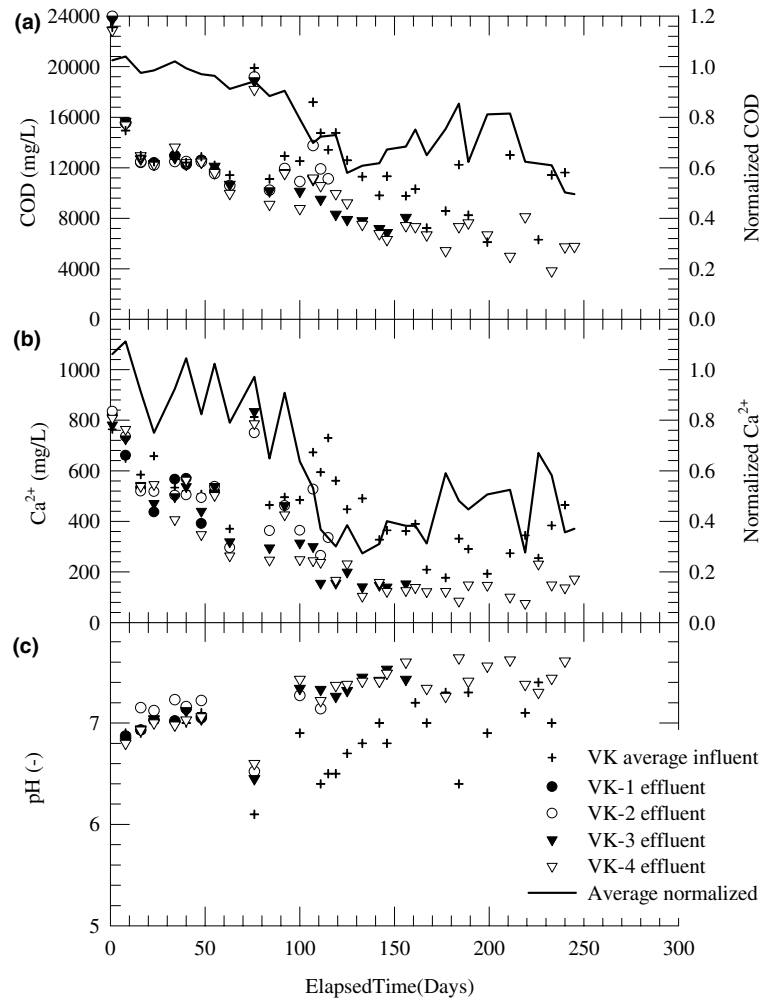 (a)
24000
20000
16000
12000
8000
4000
0
COD (mg/L)
1.2
1.0
0.8
0.6
0.4
0.2
0.0
Normalized COD
(b)
1000
800
600
400
200
0
Ca²⁺ (mg/L)
1.0
0.8
0.6
0.4
0.2
0.0
Normalized Ca²⁺
(c)
7
6
5
pH (-)
VK average influent
VK-1 effluent
VK-2 effluent
VK-3 effluent
VK-4 effluent
Average normalized
0 50 100 150 200 250 300
ElapsedTime(Days)